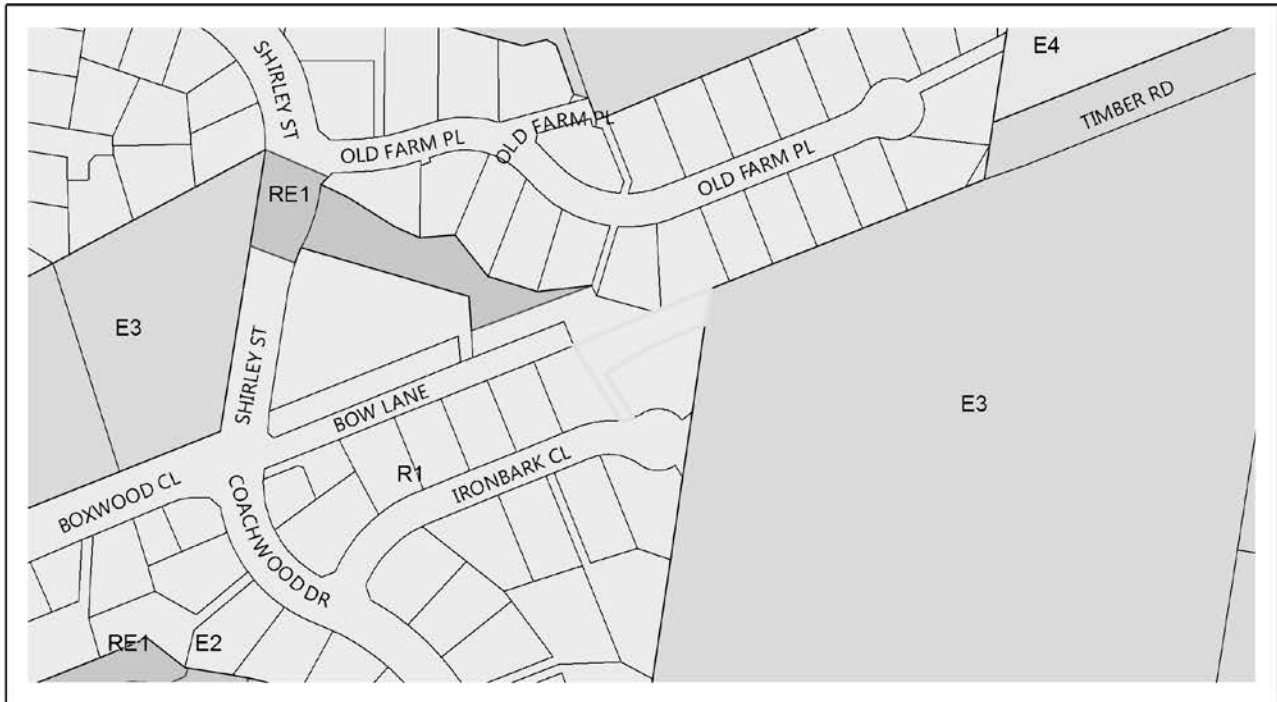 E4
SHIRLEY ST
TIMBER RD
OLD FARM PL
OLD FARM PL
OLD FARM PL
RE1
E3
SHIRLEY ST
BOW LANE
E3
R1
IRONBARK CL
BOXWOOD CL
COACHWOOD DR
RE1
E2